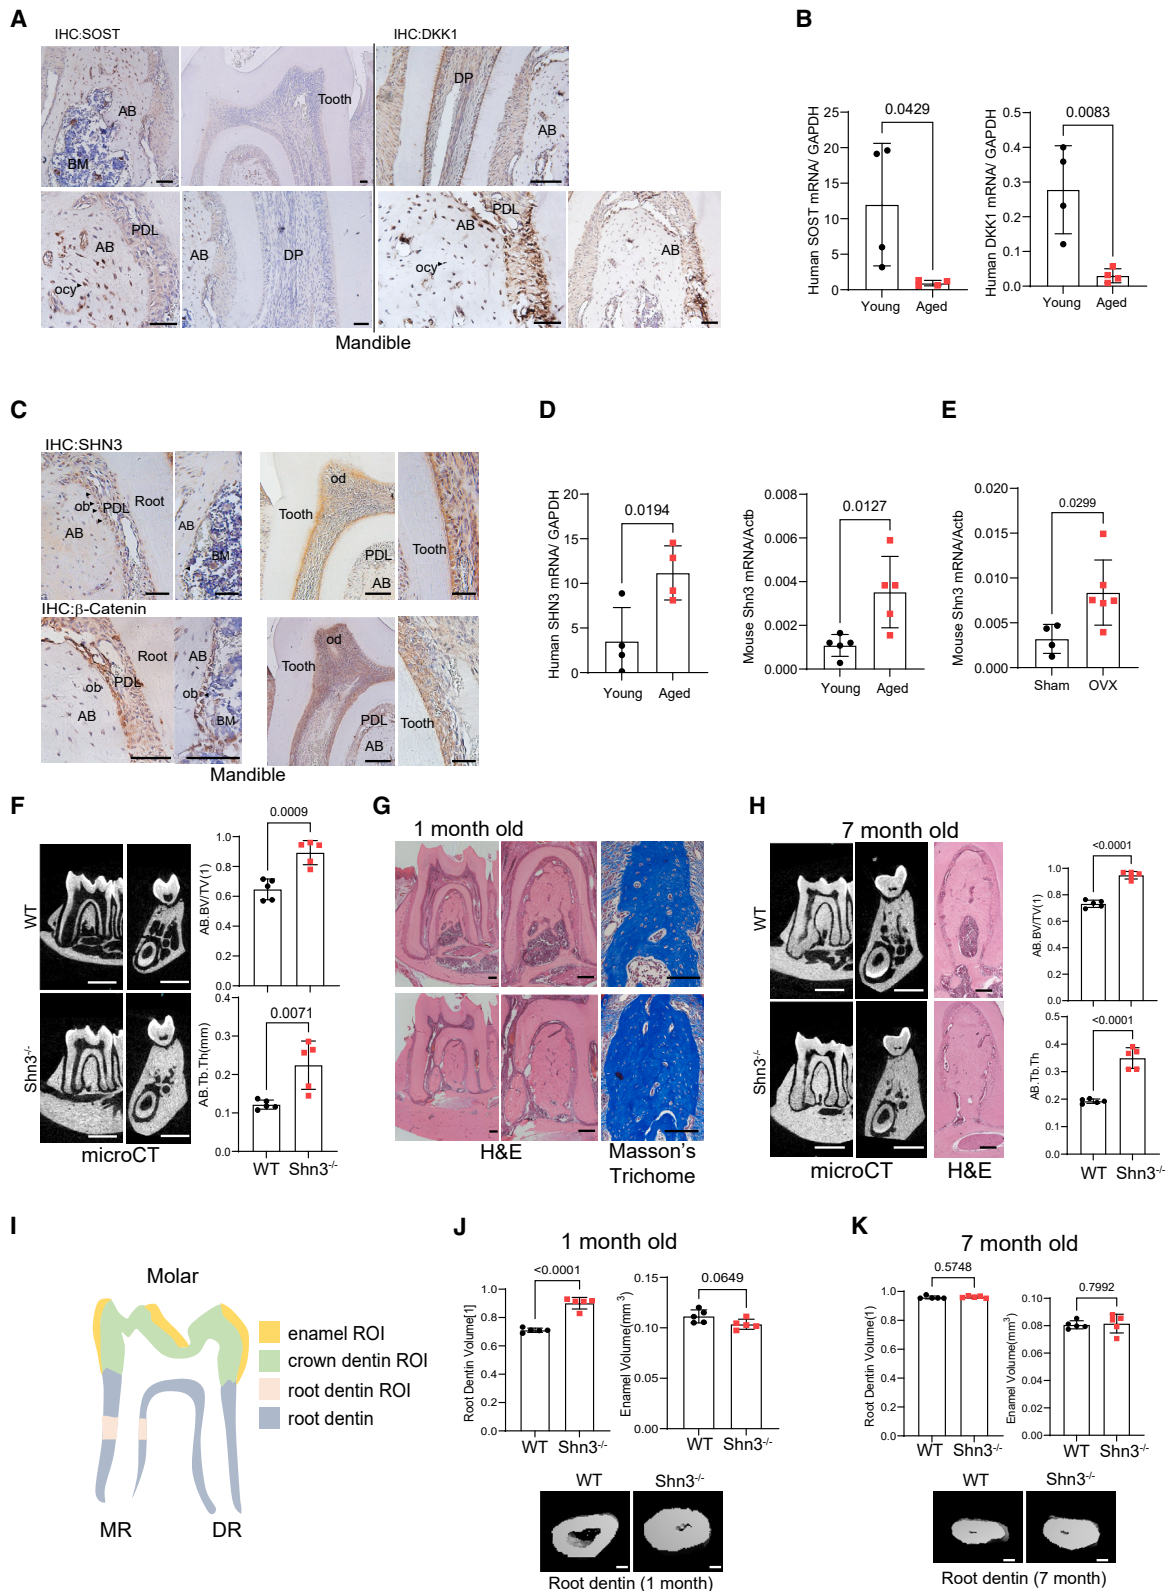 A
IHC:SOST
IHC:DKK1
AB
BM
Tooth
DP
AB
PDL
AB
ocy
AB
DP
PDL
AB
ocy
AB
Mandible
B
Human SOST mRNA/ GAPDH
25
20
15
10
5
0
0.0429
Young Aged
Human DKK1 mRNA/ GAPDH
0.5
0.4
0.3
0.2
0.1
0.0
0.0083
Young Aged
C
IHC:SHN3
Root
ob
PDL
AB
AB
BM
od
Tooth
PDL
AB
Tooth
IHC:β-Catenin
Root
PDL
ob
AB
AB
ob
BM
od
Tooth
PDL
AB
Tooth
Mandible
D
Human SHN3 mRNA/ GAPDH
20
15
10
5
0
0.0194
Young Aged
Mouse Shn3 mRNA/Actb
0.008
0.006
0.004
0.002
0.000
0.0127
Young Aged
E
Mouse Shn3 mRNA/Actb
0.020
0.015
0.010
0.005
0.000
0.0299
Sham OVX
F
WT
Shn3-/-
microCT
AB.BV/TV(1)
1.0
0.8
0.6
0.4
0.2
0.0
0.0009
AB.Tb.Th(mm)
0.4
0.3
0.2
0.1
0.0
0.0071
WT Shn3-/-
G
1 month old
H&E
Masson's
Trichome
H
7 month old
WT
Shn3-/-
microCT
H&E
AB.BV/TV(1)
1.0
0.8
0.6
0.4
0.2
0.0
<0.0001
AB.Tb.Th
0.5
0.4
0.3
0.2
0.1
0.0
<0.0001
WT Shn3-/-
I
Molar
enamel ROI
crown dentin ROI
root dentin ROI
root dentin
MR DR
J
1 month old
Root Dentin Volume[1]
1.0
0.8
0.6
0.4
0.2
0.0
<0.0001
WT Shn3-/-
Enamel Volume(mm3)
0.15
0.10
0.05
0.00
0.0649
WT Shn3-/-
WT Shn3-/-
Root dentin (1 month)
K
7 month old
Root Dentin Volume(1)
1.0
0.8
0.6
0.4
0.2
0.0
0.5748
WT Shn3-/-
Enamel Volume(mm3)
0.10
0.08
0.06
0.04
0.02
0.00
0.7992
WT Shn3-/-
WT Shn3-/-
Root dentin (7 month)